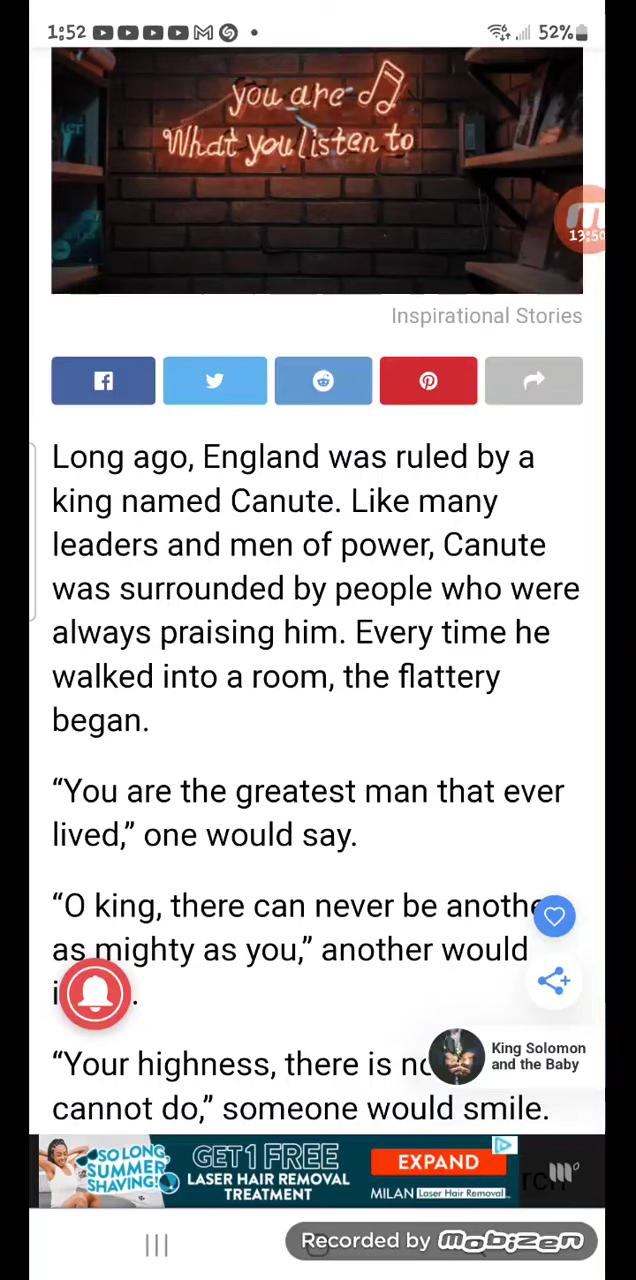 1:52
52%
you are
What you listen to
13:50
Inspirational Stories
Long ago, England was ruled by a
king named Canute. Like many
leaders and men of power, Canute
was surrounded by people who were
always praising him. Every time he
walked into a room, the flattery
began.
“You are the greatest man that ever
lived,” one would say.
“O king, there can never be
as mighty as you,” another would
“Your highness, there is
cannot do,” someone would smile.
King Solomon
and the Baby
SO LONG,
SUMMER
SHAVING!
GET 1 FREE
LASER HAIR REMOVAL
TREATMENT
EXPAND
MILAN Laser Hair Removal
Recorded by mobizen